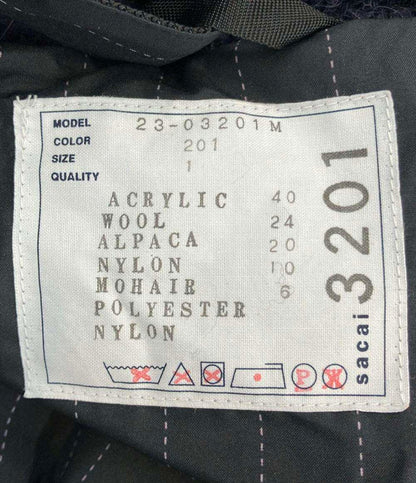 MODEL 23-03201M
COLOR 201
SIZE 1
QUALITY
ACRYLIC 40
WOOL 24
ALPACA 20
NYLON 10
MOHAIR 6
POLYESTER
NYLON
P
sacai 3201